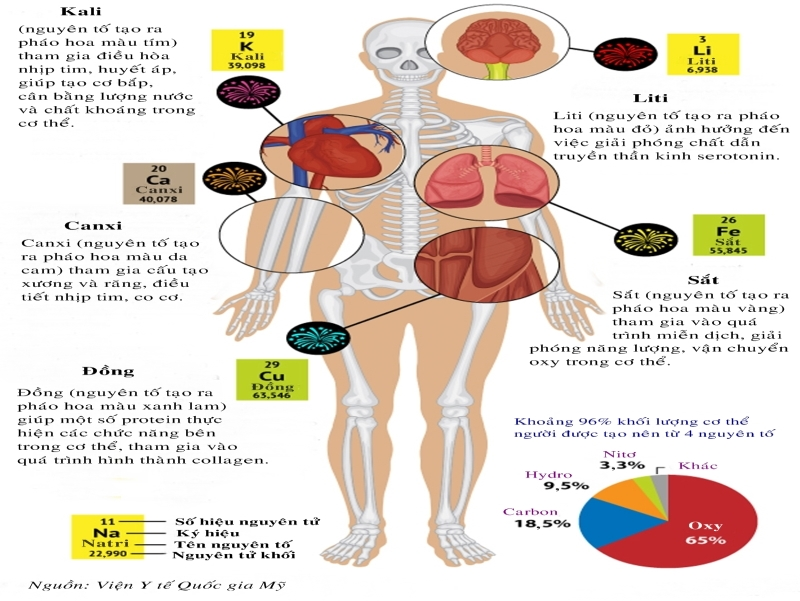 Kali
(nguyên tố tạo ra
pháo hoa màu tím)
tham gia điều hòa
nhịp tim, huyết áp,
giúp tạo cơ bắp,
cân bằng lượng nước
và chất khoáng trong
cơ thể.
19
K
Kali
39,098
3
Li
Liti
6,938
Liti
Liti (nguyên tố tạo ra pháo
hoa màu đỏ) ảnh hưởng đến
việc giải phóng chất dẫn
truyền thần kinh serotonin.
20
Ca
Canxi
40,078
Canxi
Canxi (nguyên tố tạo
ra pháo hoa màu da
cam) tham gia cấu tạo
xương và răng, điều
tiết nhịp tim, co cơ.
26
Fe
Sắt
55,845
Sắt
Sắt (nguyên tố tạo ra
pháo hoa màu vàng)
tham gia vào quá
trình miễn dịch, giải
phóng năng lượng, vận chuyển
oxy trong cơ thể.
29
Cu
Đồng
63,546
Đồng
Đồng (nguyên tố tạo ra
pháo hoa màu xanh lam)
giúp một số protein thực
hiện các chức năng bên
trong cơ thể, tham gia vào
quá trình hình thành collagen.
Khoảng 96% khối lượng cơ thể
người được tạo nên từ 4 nguyên tố
Nitơ
3,3%
Khác
Hydro
9,5%
Carbon
18,5%
Oxy
65%
11 Số hiệu nguyên tử
Na Ký hiệu
Natri Tên nguyên tố
22,990 Nguyên tử khối
Nguồn: Viện Y tế Quốc gia Mỹ